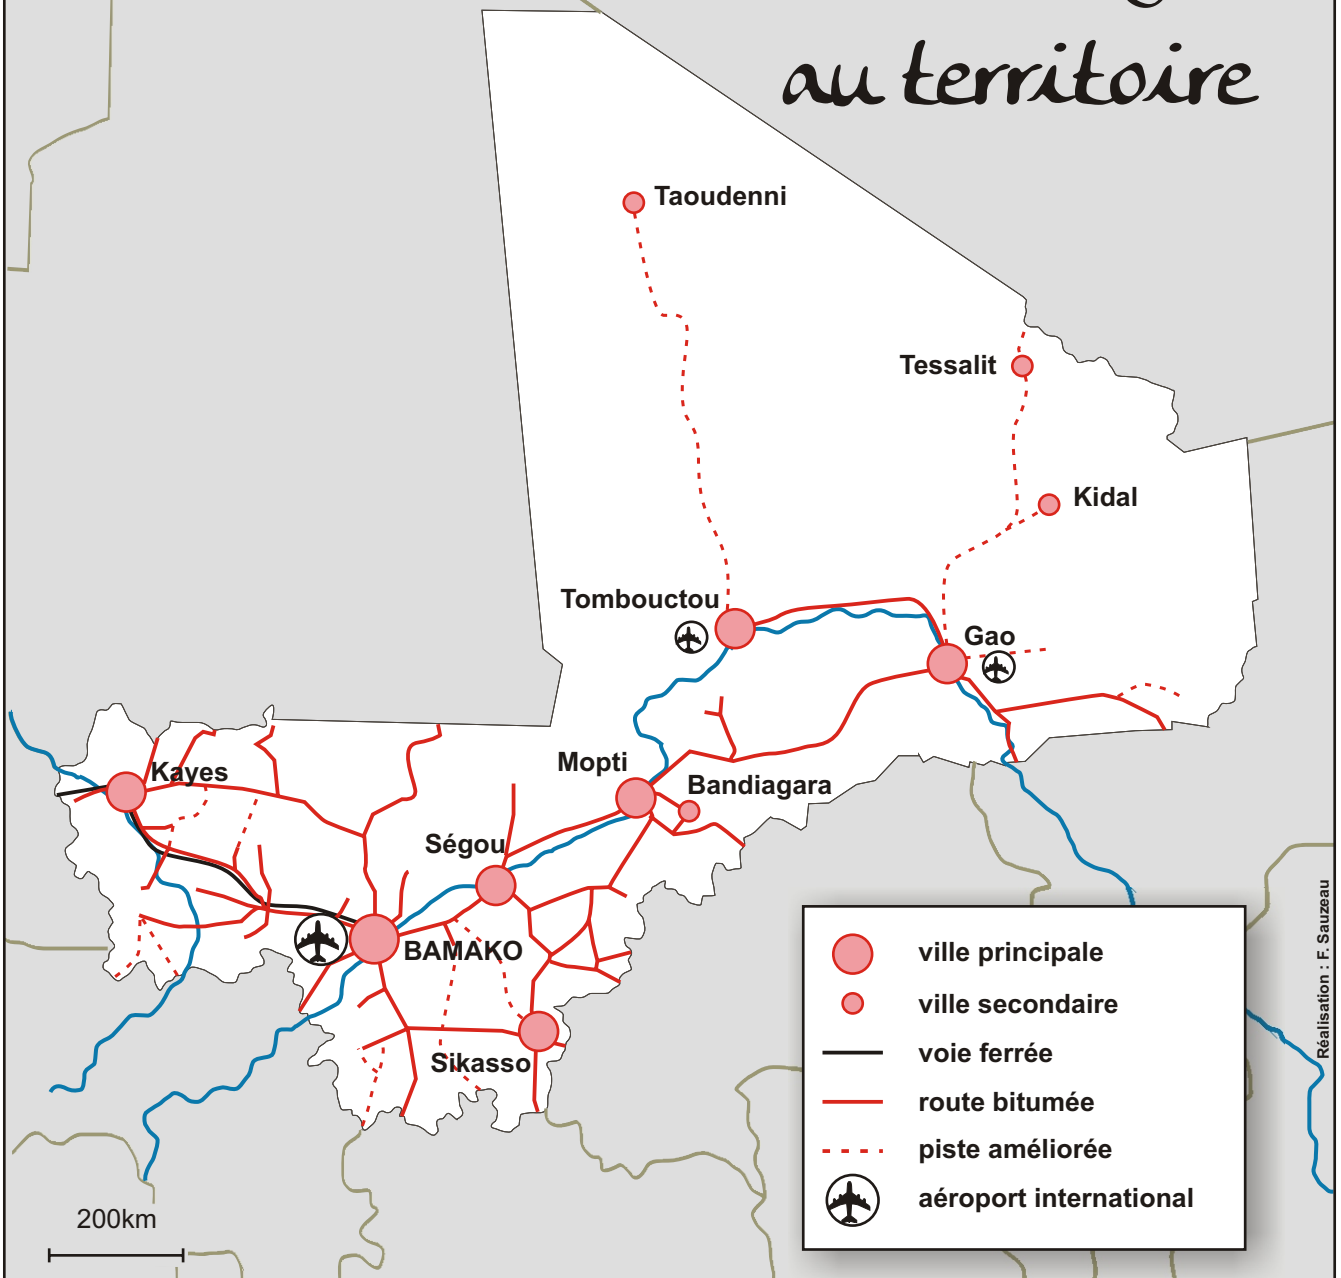 au territoire
Taoudenni
Tessalit
Kidal
Tombouctou
Gao
Mopti
Bandiagara
Kayes
Ségou
BAMAKO
Sikasso
ville principale
ville secondaire
voie ferrée
route bitumée
piste améliorée
aéroport international
200km
Réalisation : F. Sauzeau